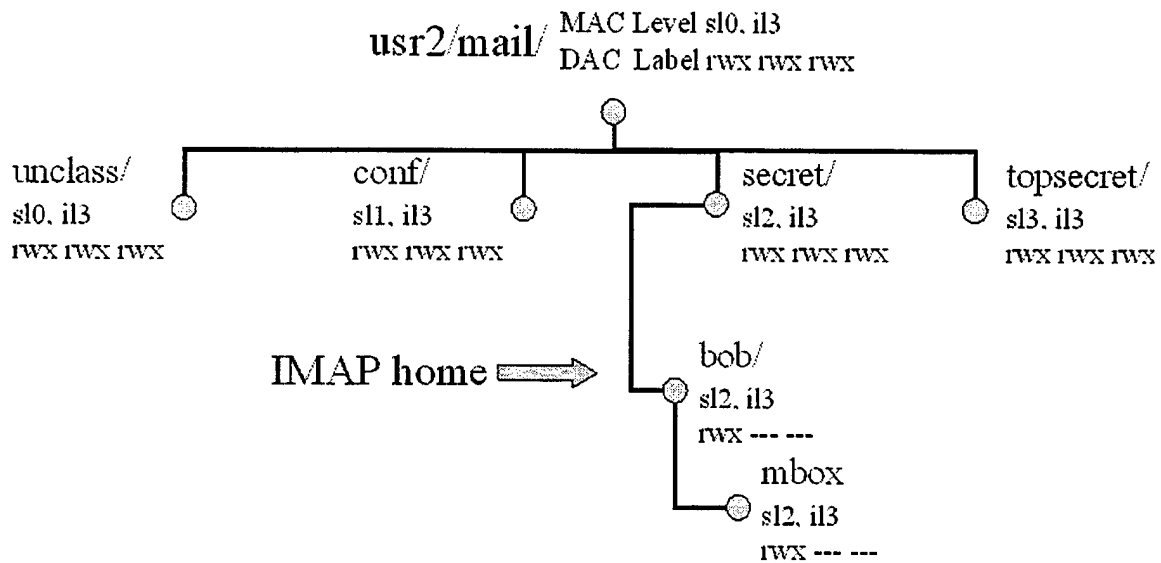 usr2/mail/ MAC Level sl0, il3
DAC Label rwx rwx rwx
unclass/
sl0, il3
rwx rwx rwx
conf/
sl1, il3
rwx rwx rwx
secret/
sl2, il3
rwx rwx rwx
topsecret/
sl3, il3
rwx rwx rwx
IMAP home
bob/
sl2, il3
rwx --- ---
mbox
sl2, il3
rwx --- ---